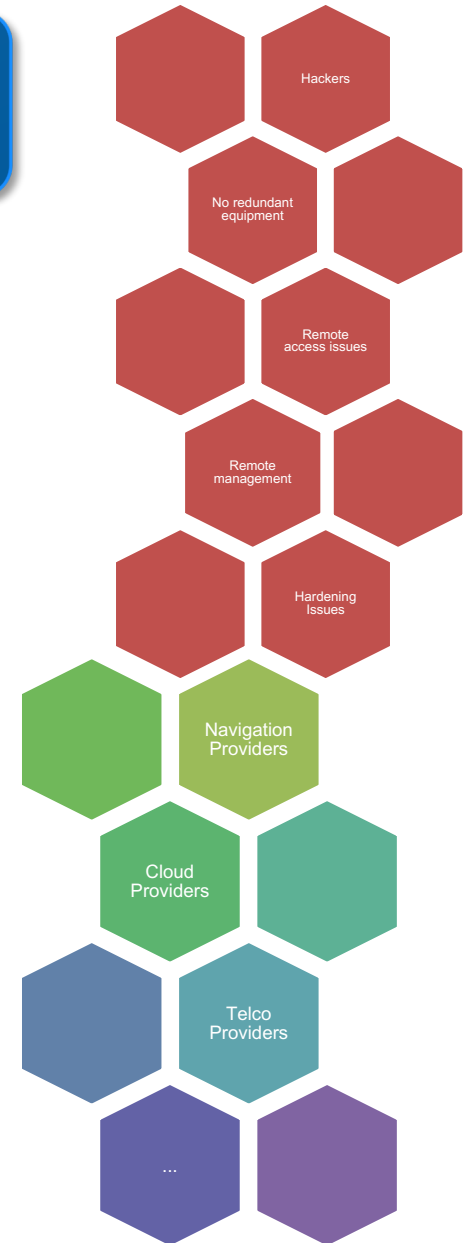 Hackers
No redundant
equipment
Remote
access issues
Remote
management
Hardening
Issues
Navigation
Providers
Cloud
Providers
Telco
Providers
...